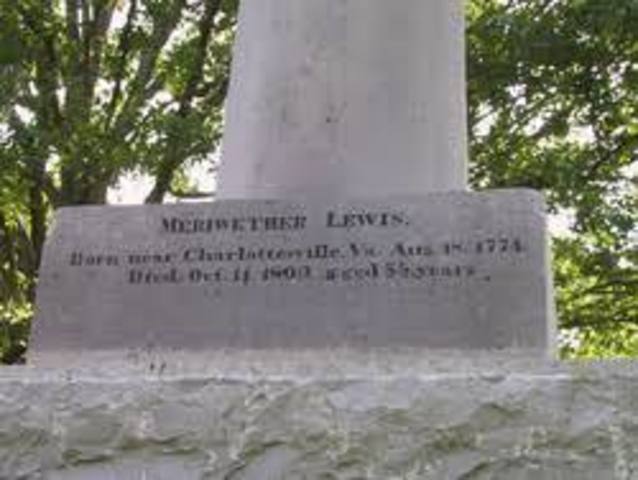 MERIWETHER LEWIS.
Born near Charlottesville, Va. Aug. 18, 1774.
Died, Oct. 11, 1809, aged 35 years.